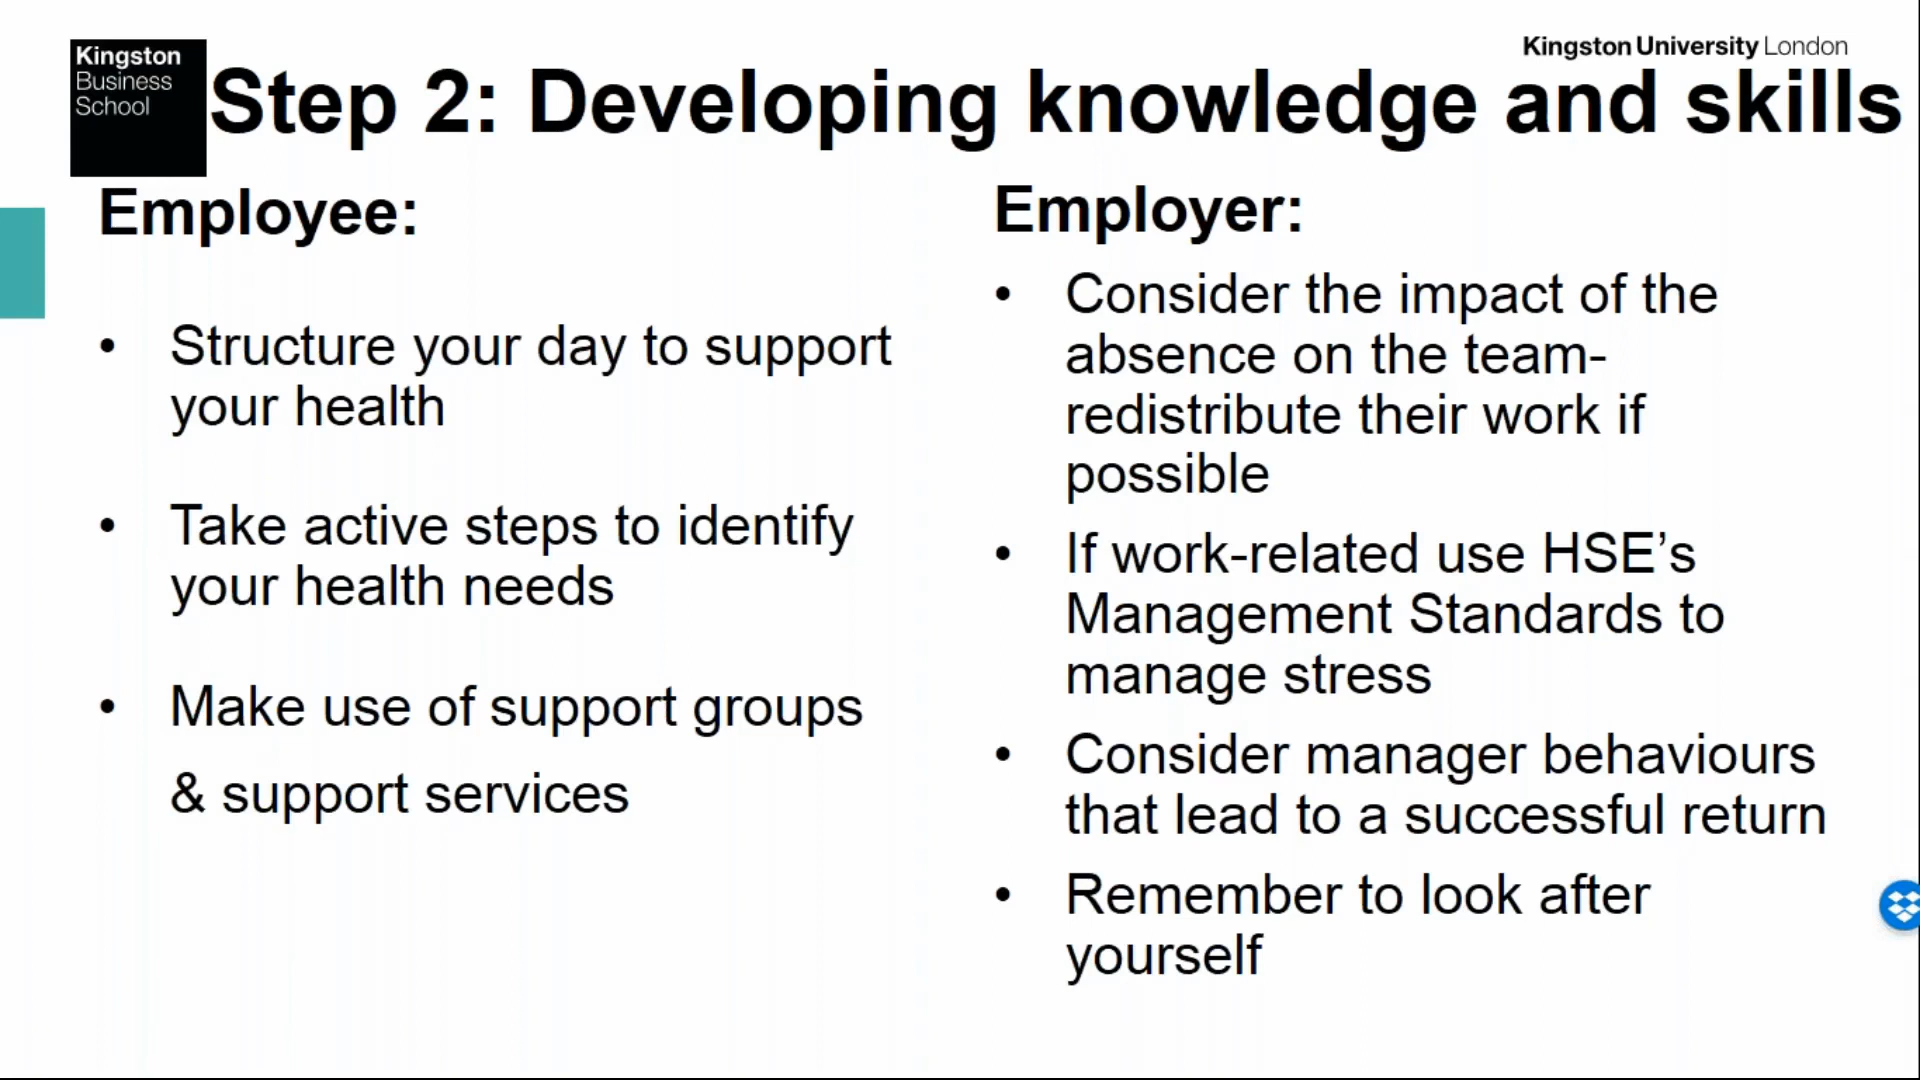 Kingston
Business
School
Kingston University London
Step 2: Developing knowledge and skills
Employee:
• Structure your day to support
your health
• Take active steps to identify
your health needs
• Make use of support groups
& support services
Employer:
• Consider the impact of the
absence on the team-
redistribute their work if
possible
• If work-related use HSE’s
Management Standards to
manage stress
• Consider manager behaviours
that lead to a successful return
• Remember to look after
yourself